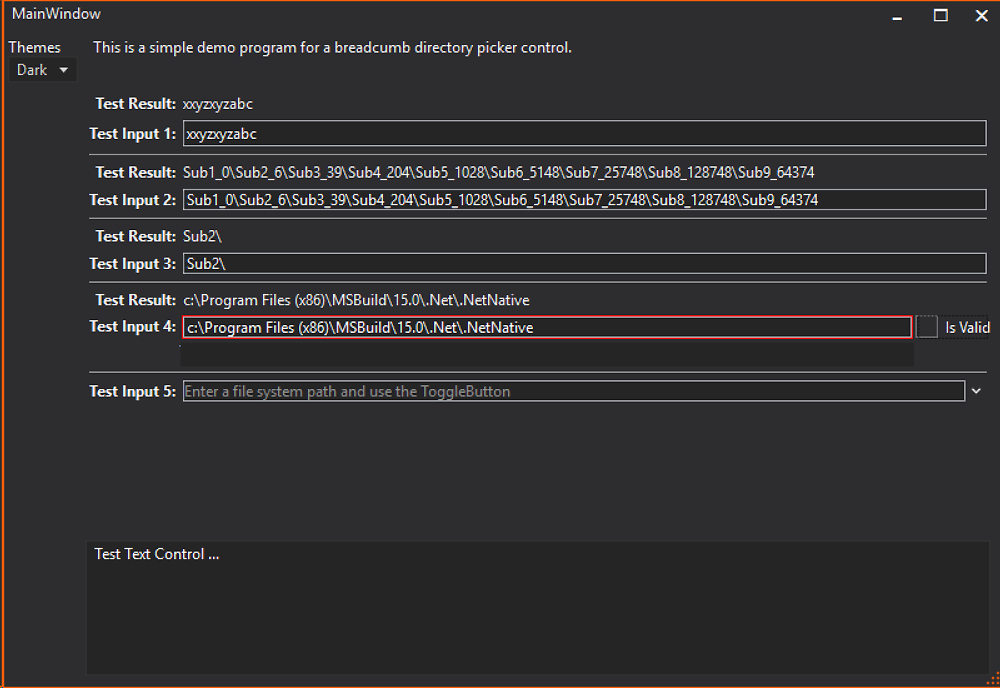 MainWindow
Themes
This is a simple demo program for a breadcumb directory picker control.
Dark
Test Result: xxyzxyzabc
Test Input 1: xxyzxyzabc
Test Result: Sub1_0\Sub2_6\Sub3_39\Sub4_204\Sub5_1028\Sub6_5148\Sub7_25748\Sub8_128748\Sub9_64374
Test Input 2: Sub1_0\Sub2_6\Sub3_39\Sub4_204\Sub5_1028\Sub6_5148\Sub7_25748\Sub8_128748\Sub9_64374
Test Result: Sub2\
Test Input 3: Sub2\
Test Result: c:\Program Files (x86)\MSBuild\15.0\.Net\.NetNative
Test Input 4: c:\Program Files (x86)\MSBuild\15.0\.Net\.NetNative Is Valid
Test Input 5: Enter a file system path and use the ToggleButton
Test Text Control ...